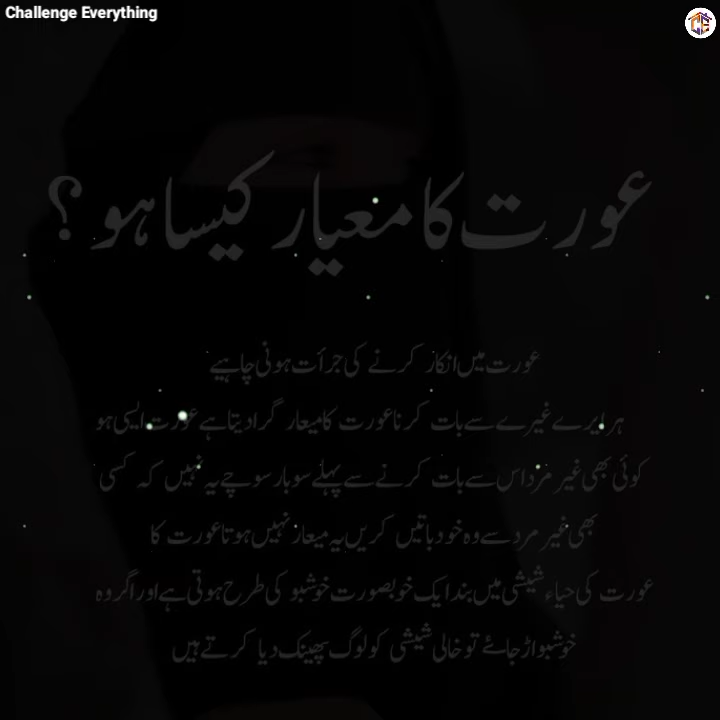 Challenge Everything
عورت کا معیار کیسا ہو ؟
عورت میں انکار کرنے کی جرأت ہونی چاہیے
ہر ایرے غیرے سے بات کرنا عورت کا میعار گرا دیتا ہے عورت ایسی ہو
کوئی بھی غیر مرد اس سے بات کرنے سے پہلے سو بار سوچے یہ نہیں کہ کسی
بھی غیر مرد سے وہ خود باتیں کریں یہ میعار نہیں ہوتا عورت کا
عورت کی حیاء شیشی میں بند ایک خوبصورت خوشبو کی طرح ہوتی ہے اور اگر وہ
خوشبو اڑ جائے تو خالی شیشی کو لوگ پھینک دیا کرتے ہیں